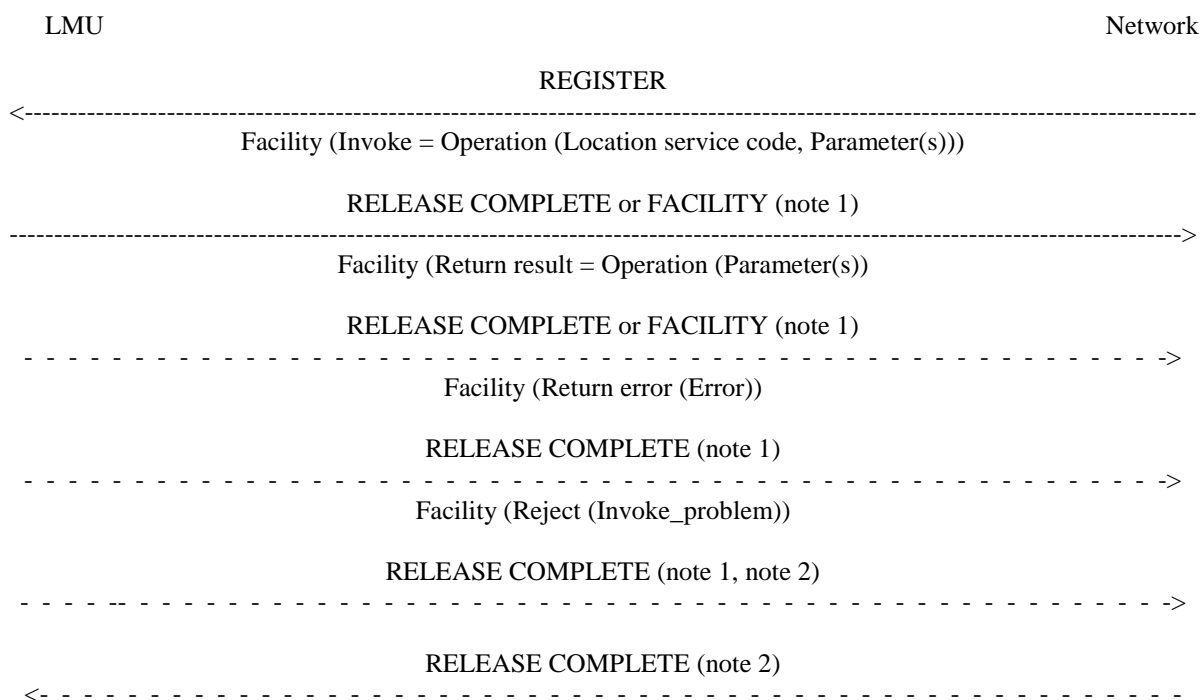 LMU Network
REGISTER
<------------------------------------------------------------------------------------------------------------------------------------
Facility (Invoke = Operation (Location service code, Parameter(s)))
RELEASE COMPLETE or FACILITY (note 1)
------------------------------------------------------------------------------------------------------------------------------------>
Facility (Return result = Operation (Parameter(s))
RELEASE COMPLETE or FACILITY (note 1)
- - - - - - - - - - - - - - - - - - - - - - - - - - - - - - - - - - - - - - - - - - - - - - - - - - - ->
Facility (Return error (Error))
RELEASE COMPLETE (note 1)
- - - - - - - - - - - - - - - - - - - - - - - - - - - - - - - - - - - - - - - - - - - - - - - - - - - ->
Facility (Reject (Invoke_problem))
RELEASE COMPLETE (note 1, note 2)
- - - - -- - - - - - - - - - - - - - - - - - - - - - - - - - - - - - - - - - - - - - - - - - - - - - - ->
RELEASE COMPLETE (note 2)
<- - - - - - - - - - - - - - - - - - - - - - - - - - - - - - - - - - - - - - - - - - - - - - - - - - -